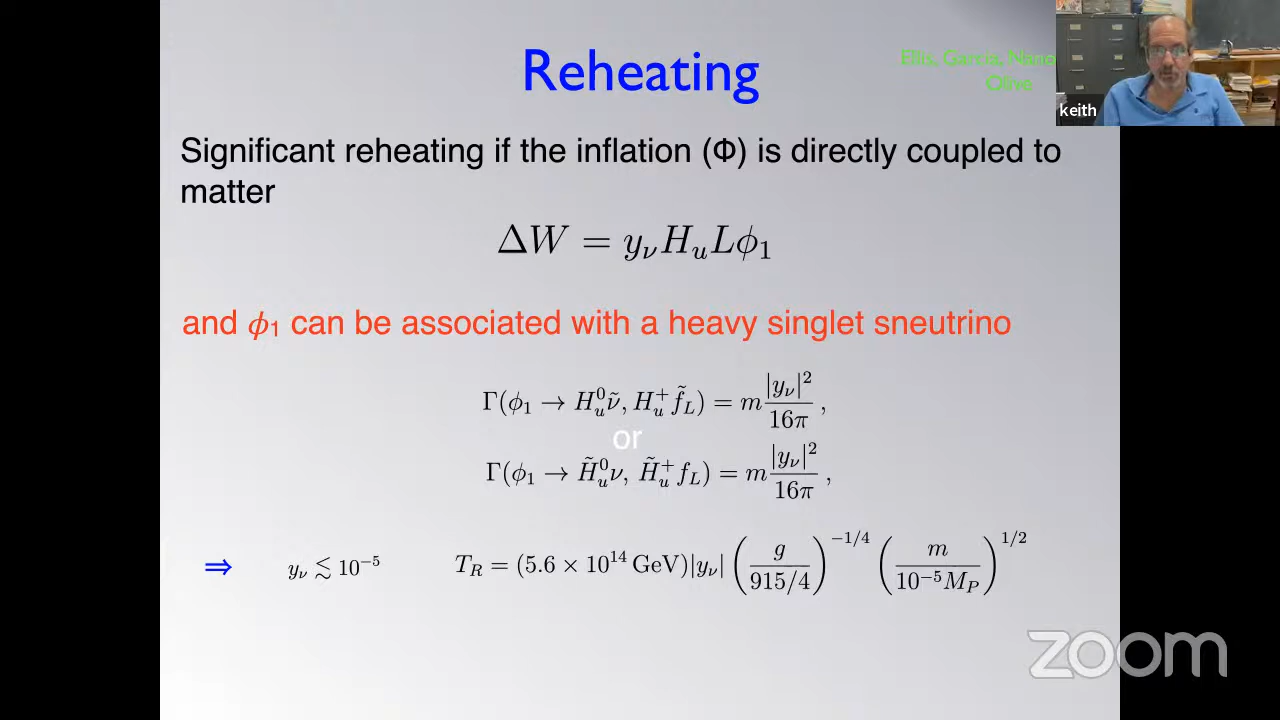 Reheating
Ellis, Garcia, Nano
Olive
keith
Significant reheating if the inflation (Φ) is directly coupled to
matter
ΔW = y_ν H_u L ϕ_1
and ϕ_1 can be associated with a heavy singlet sneutrino
Γ(ϕ_1 → H_u^0 ν̃, H_u^+ f̃_L) = m |y_ν|^2 / 16π ,
or
Γ(ϕ_1 → H̃_u^0 ν, H̃_u^+ f_L) = m |y_ν|^2 / 16π ,
⇒ y_ν ≲ 10^{-5} T_R = (5.6 × 10^{14} GeV)|y_ν| (g / 915/4)^{-1/4} (m / 10^{-5} M_P)^{1/2}
zoom